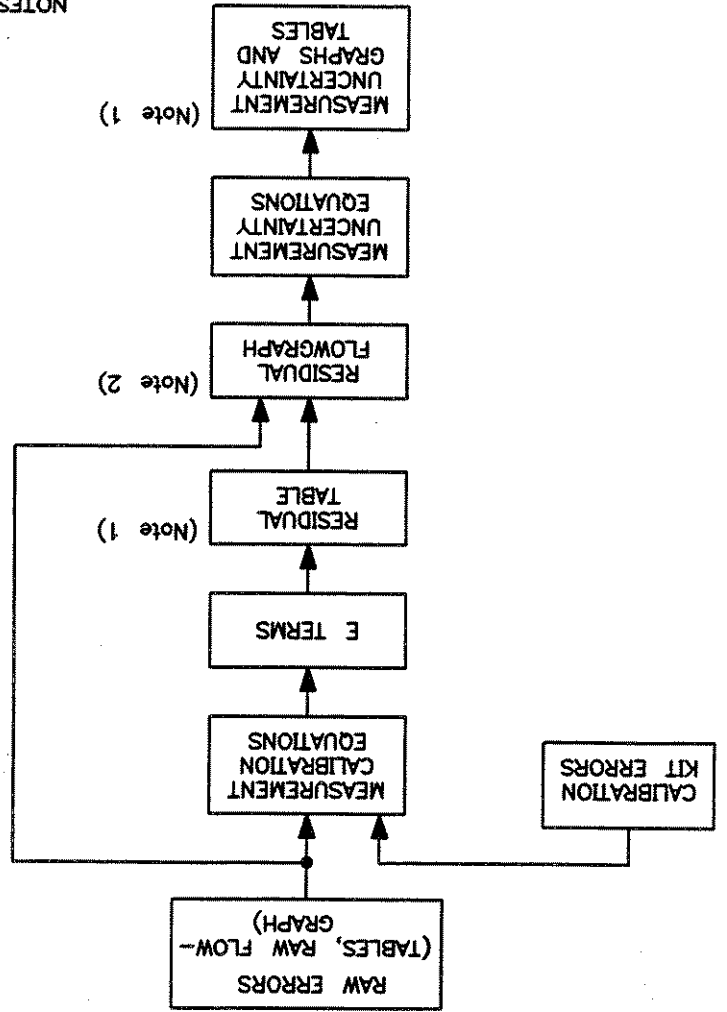 RAW ERRORS
(TABLES, RAW FLOW-
GRAPH)
CALIBRATION
KIT ERRORS
MEASUREMENT
CALIBRATION
EQUATIONS
E TERMS
RESIDUAL
TABLE
(Note 1)
RESIDUAL
FLOWGRAPH
(Note 2)
MEASUREMENT
UNCERTAINTY
EQUATIONS
MEASUREMENT
UNCERTAINTY
GRAPHS AND
TABLES
(Note 1)
NOTES